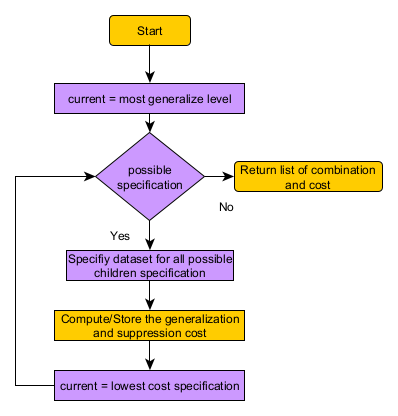 Start
current = most generalize level
possible
specification
Return list of combination
and cost
No
Yes
Specifiy dataset for all possible
children specification
Compute/Store the generalization
and suppression cost
current = lowest cost specification